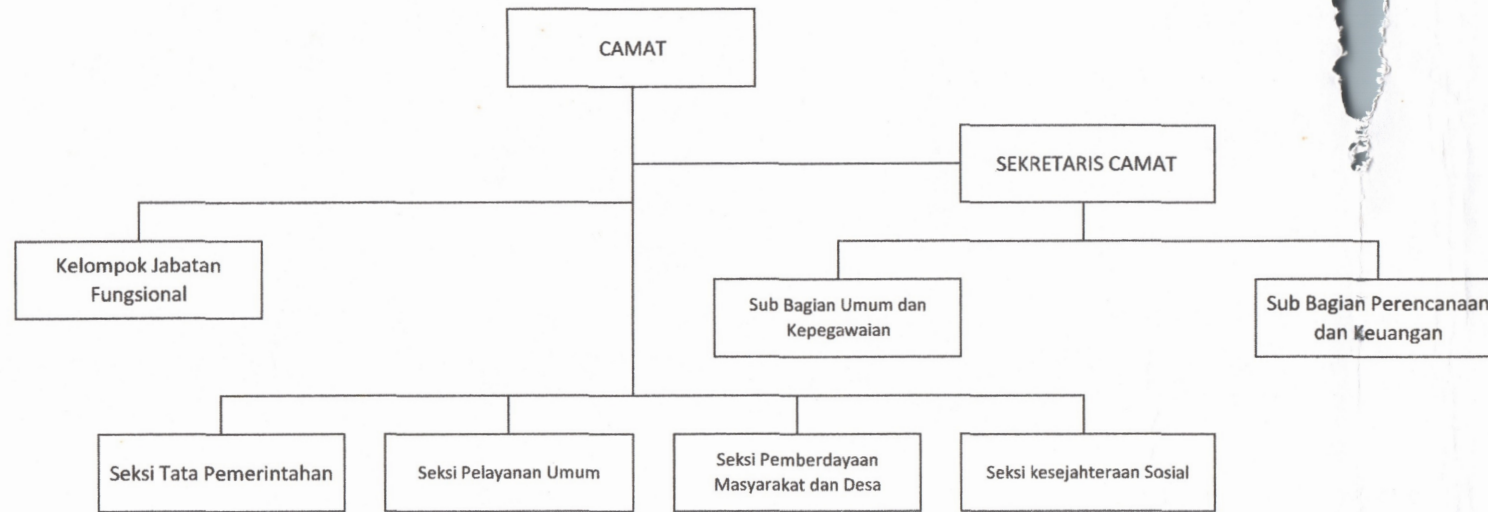 CAMAT
SEKRETARIS CAMAT
Kelompok Jabatan
Fungsional
Sub Bagian Umum dan
Kepegawaian
Sub Bagian Perencanaan
dan Keuangan
Seksi Tata Pemerintahan
Seksi Pelayanan Umum
Seksi Pemberdayaan
Masyarakat dan Desa
Seksi kesejahteraan Sosial